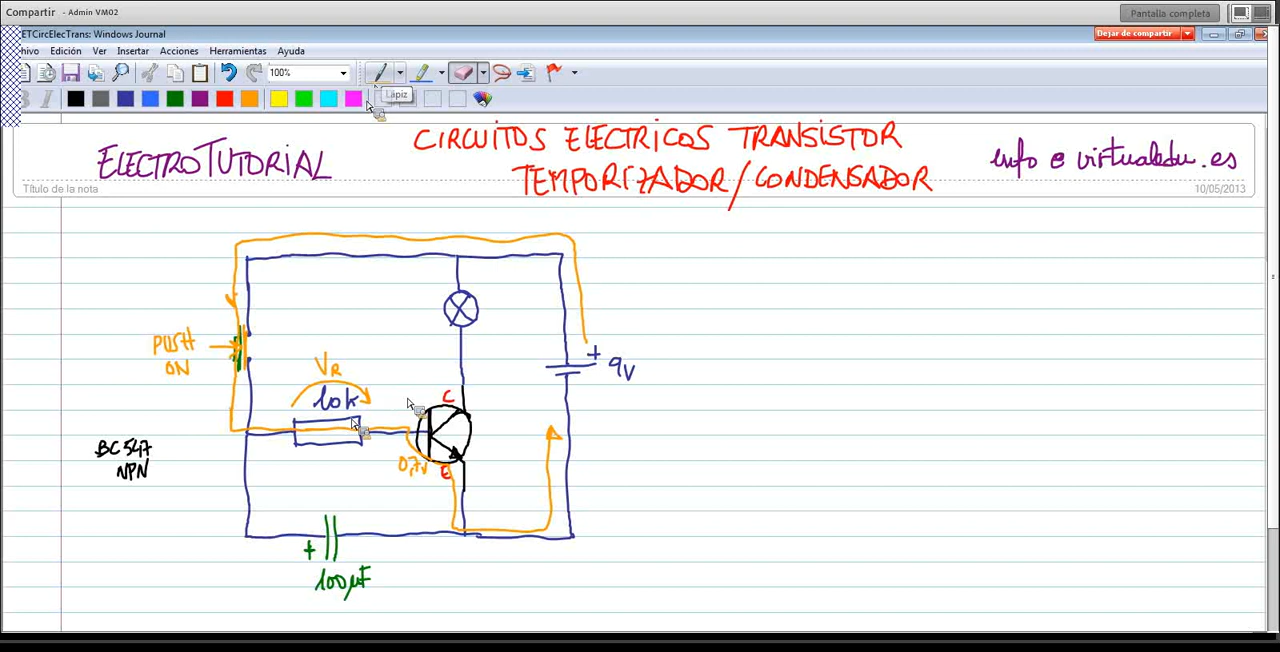 Compartir - Admin VM02
Pantalla completa
ETCircElecTrans: Windows Journal
Dejar de compartir
hivo Edición Ver Insertar Acciones Herramientas Ayuda
100%
Lápiz
ELECTROTUTORIAL
CIRCUITOS ELECTRICOS TRANSISTOR
TEMPORIZADOR/CONDENSADOR
info e virtualedu.es
Título de la nota
10/05/2013
PUSH
ON
VR
10K
+
9V
C
BC547
NPN
0,7V
E
+
100µF